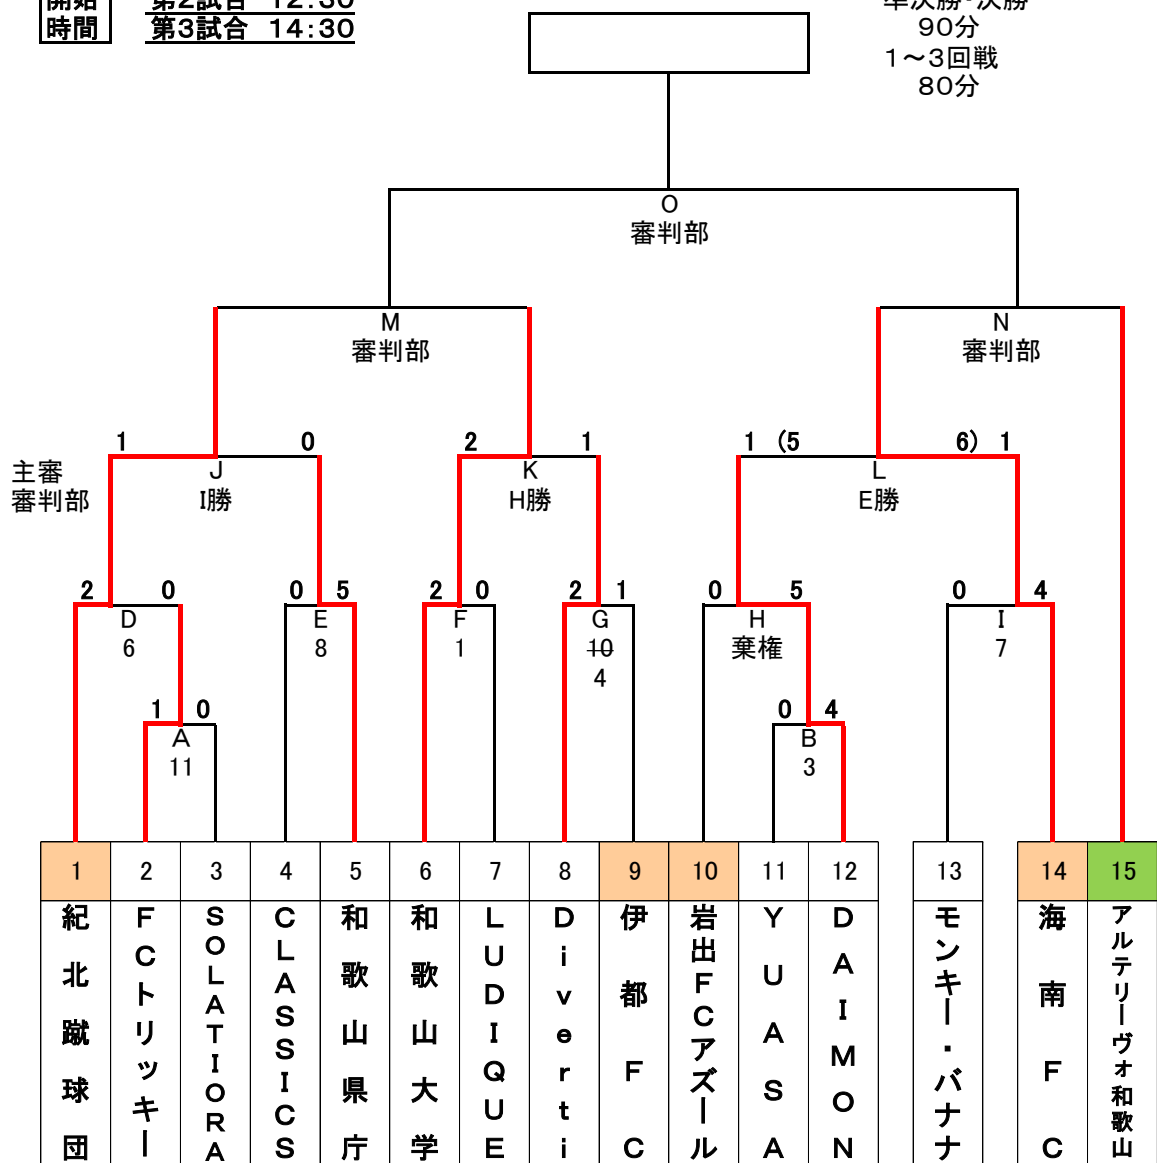 開始 第2試合 12:30
時間 第3試合 14:30
準決勝・決勝
90分
1～3回戦
80分
O
審判部
M
審判部
N
審判部
1 0 2 1 1 (5 6) 1
主審
審判部
J
I勝
K
H勝
L
E勝
2 0 0 5 2 0 2 1 0 5 0 4
D
6
E
8
F
1
G
10
4
H
棄権
I
7
1 0 0 4
A
11
B
3
1 2 3 4 5 6 7 8 9 10 11 12 13 14 15
紀北蹴球団
FCトリッキー
SOLATIORA
CLASSICS
和歌山県庁
和歌山大学
LUDIQUE
Diverti
伊都FC
岩出FCアズール
YUASA
DAIMON
モンキー・バナナ
海南FC
アルテリーヴォ和歌山